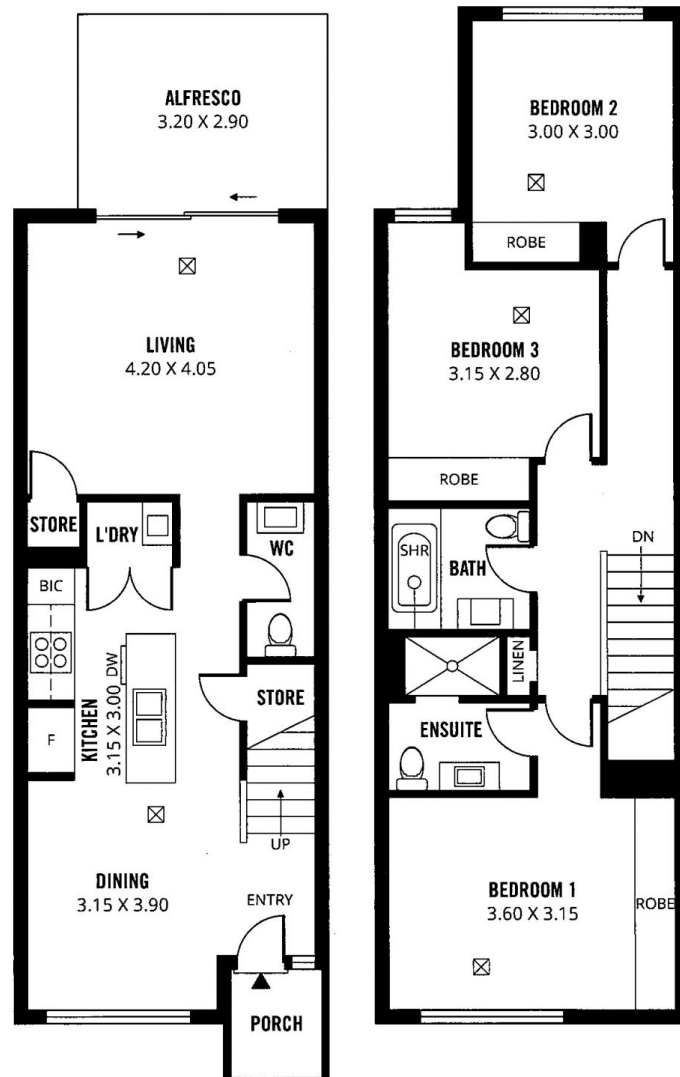 ALFRESCO
3.20 X 2.90
LIVING
4.20 X 4.05
STORE
L'DRY
WC
BIC
DW
KITCHEN
3.15 X 3.00
STORE
F
UP
DINING
3.15 X 3.90
ENTRY
PORCH
BEDROOM 2
3.00 X 3.00
ROBE
BEDROOM 3
3.15 X 2.80
ROBE
SHR
BATH
DN
LINEN
ENSUITE
BEDROOM 1
3.60 X 3.15
ROBE